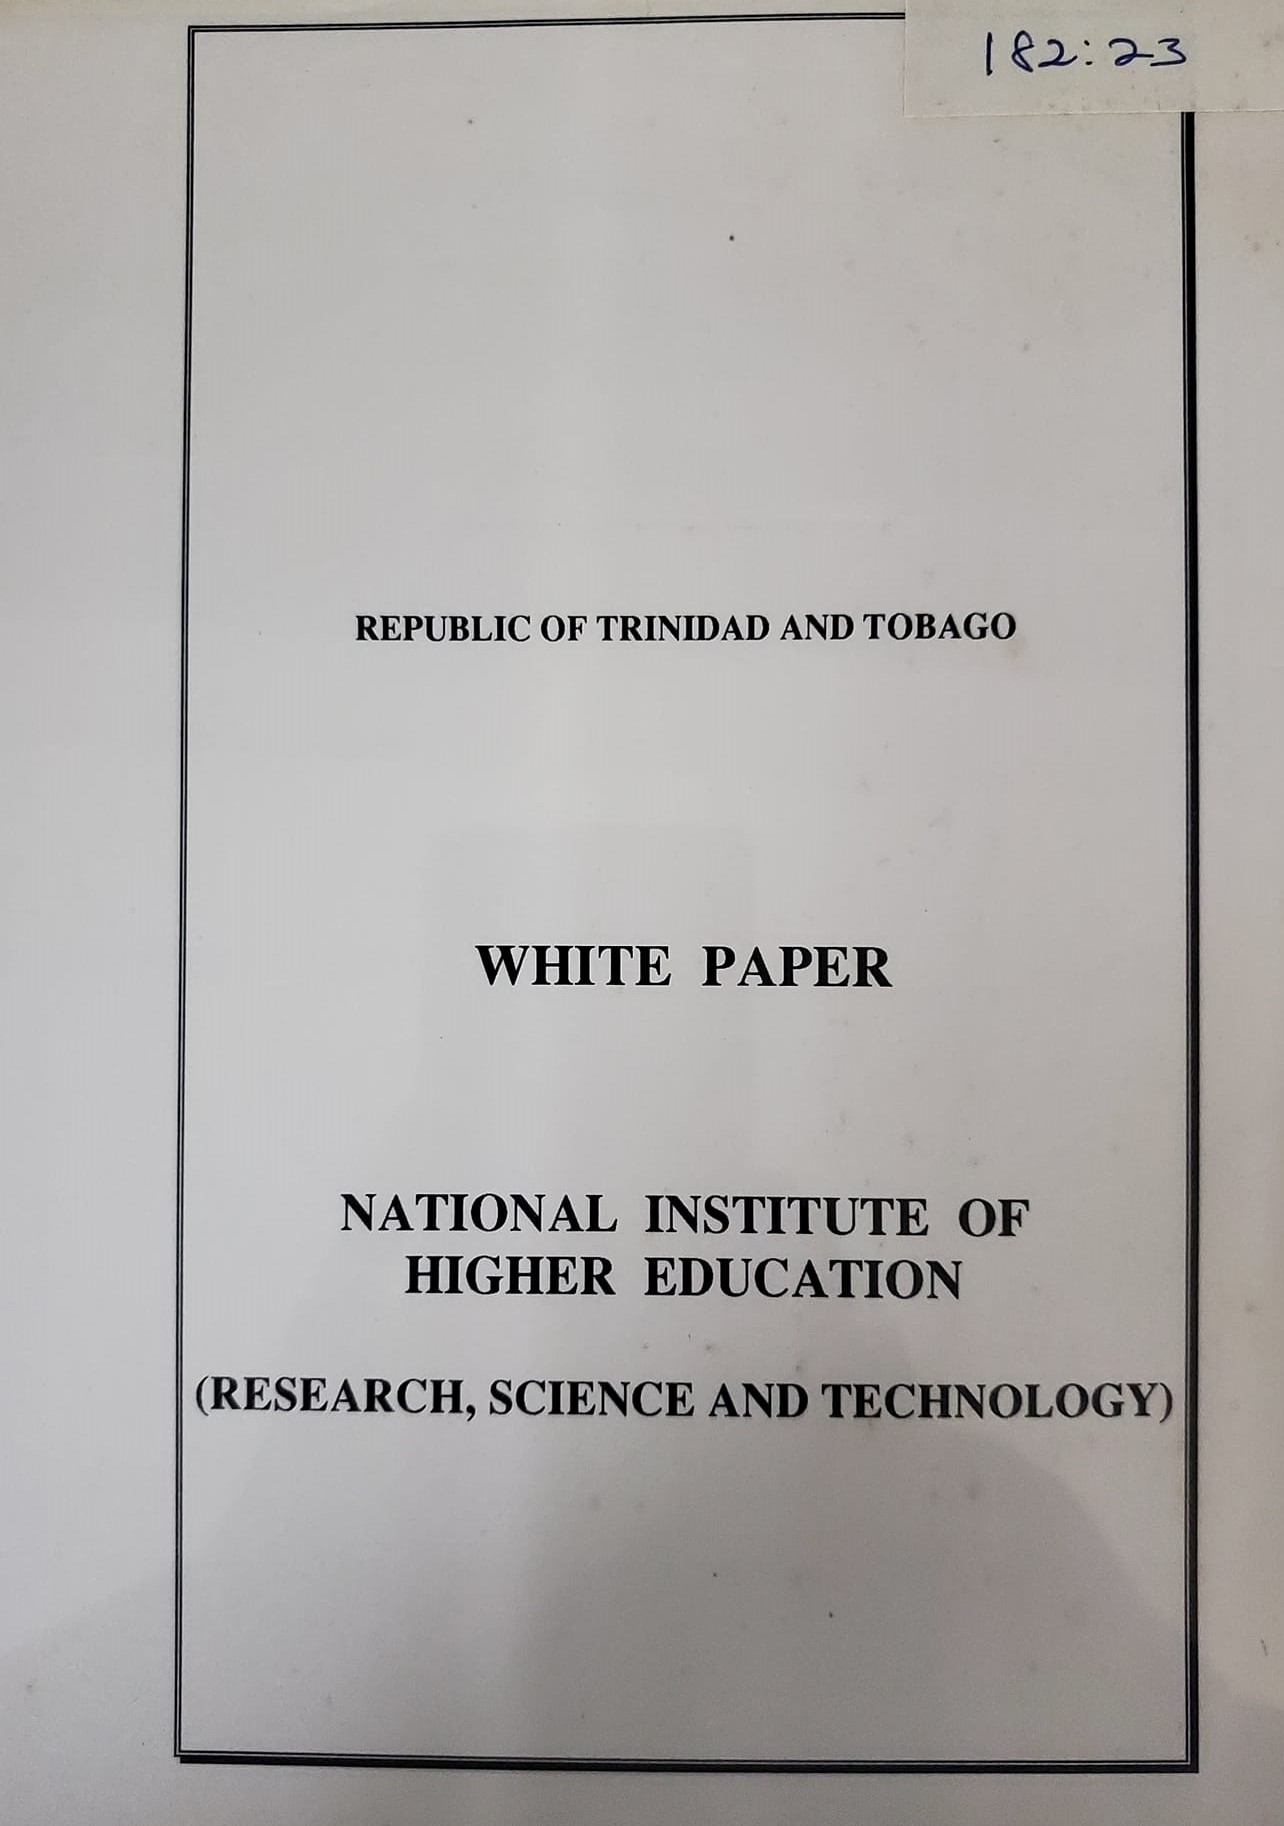 182:23
REPUBLIC OF TRINIDAD AND TOBAGO
WHITE PAPER
NATIONAL INSTITUTE OF
HIGHER EDUCATION
(RESEARCH, SCIENCE AND TECHNOLOGY)